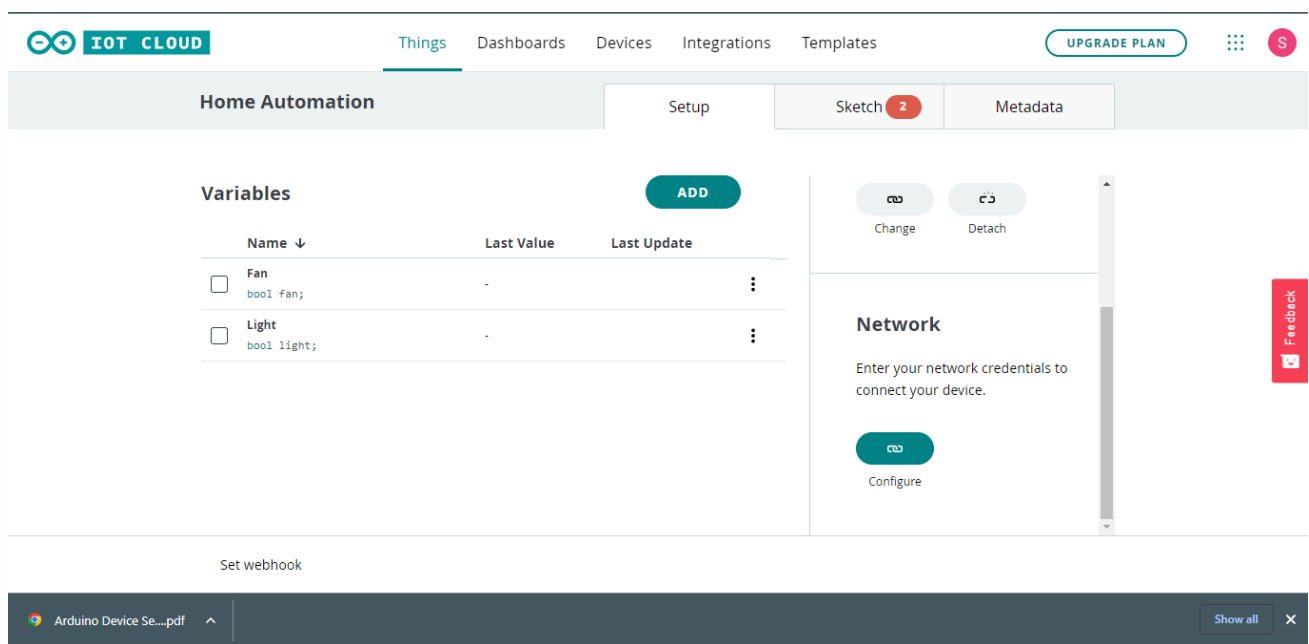 IOT CLOUD
Things Dashboards Devices Integrations Templates UPGRADE PLAN S
Home Automation Setup Sketch 2 Metadata
Variables ADD
Change Detach
Name ↓ Last Value Last Update
Fan
bool fan; -
Light
bool light; -
Network
Enter your network credentials to
connect your device.
Configure
Feedback
Set webhook
Arduino Device Se....pdf Show all